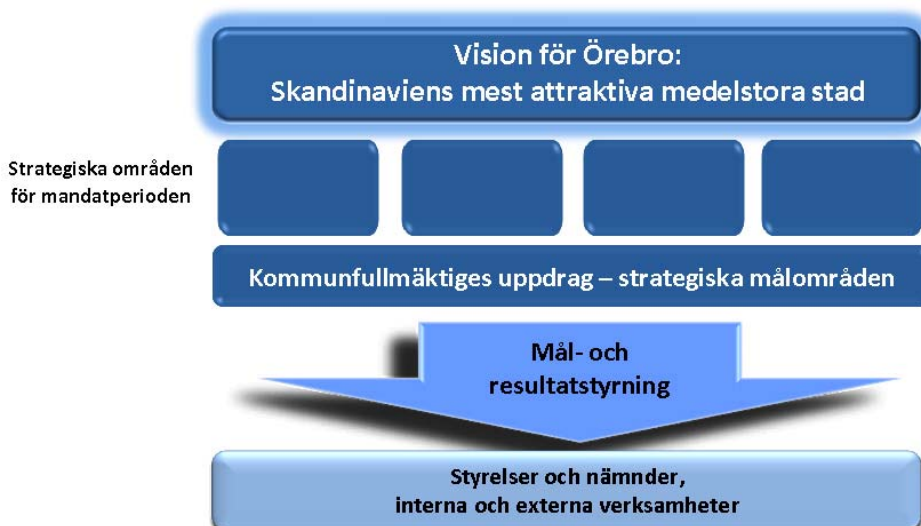 Vision för Örebro:
Skandinaviens mest attraktiva medelstora stad
Strategiska områden
för mandatperioden
Kommunfullmäktiges uppdrag – strategiska målområden
Mål- och
resultatstyrning
Styrelser och nämnder,
interna och externa verksamheter